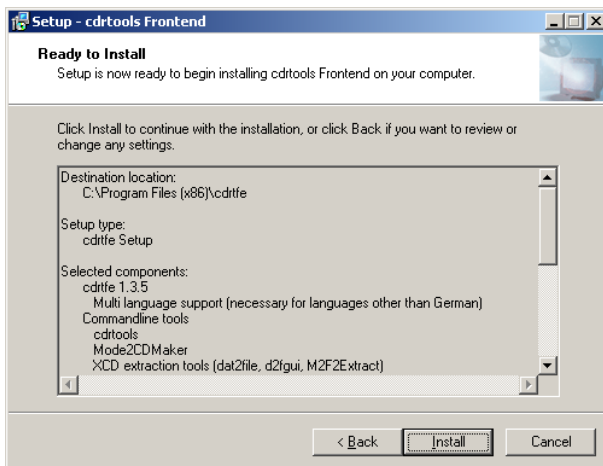 Setup - cdrtools Frontend
Ready to Install
Setup is now ready to begin installing cdrtools Frontend on your computer.
Click Install to continue with the installation, or click Back if you want to review or
change any settings.
Destination location:
C:\Program Files (x86)\cdrtfe
Setup type:
cdrtfe Setup
Selected components:
cdrtfe 1.3.5
Multi language support (necessary for languages other than German)
Commandline tools
cdrtools
Mode2CDMaker
XCD extraction tools (dat2file, d2fgui, M2F2Extract)
< Back
Install
Cancel